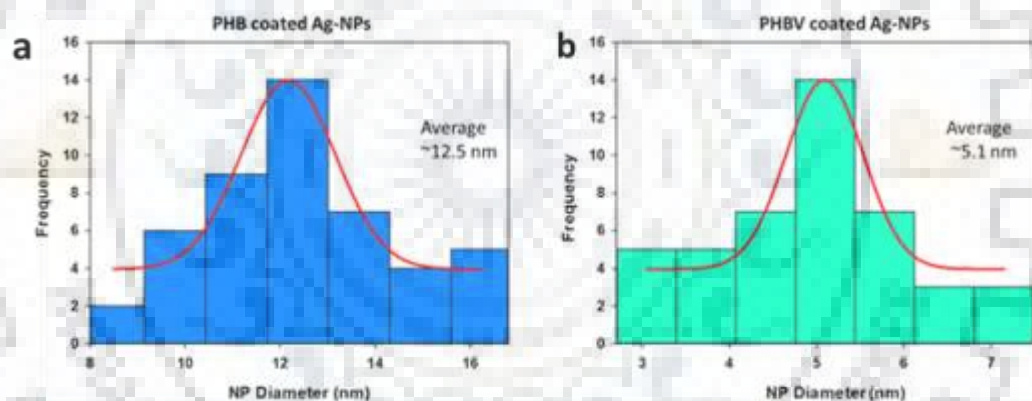 PHB coated Ag-NPs
a
16
14
12
10
8
6
4
2
0
Frequency
Average
~12.5 nm
8 10 12 14 16
NP Diameter (nm)
PHBV coated Ag-NPs
b
16
14
12
10
8
6
4
2
0
Frequency
Average
~5.1 nm
3 4 5 6 7
NP Diameter (nm)